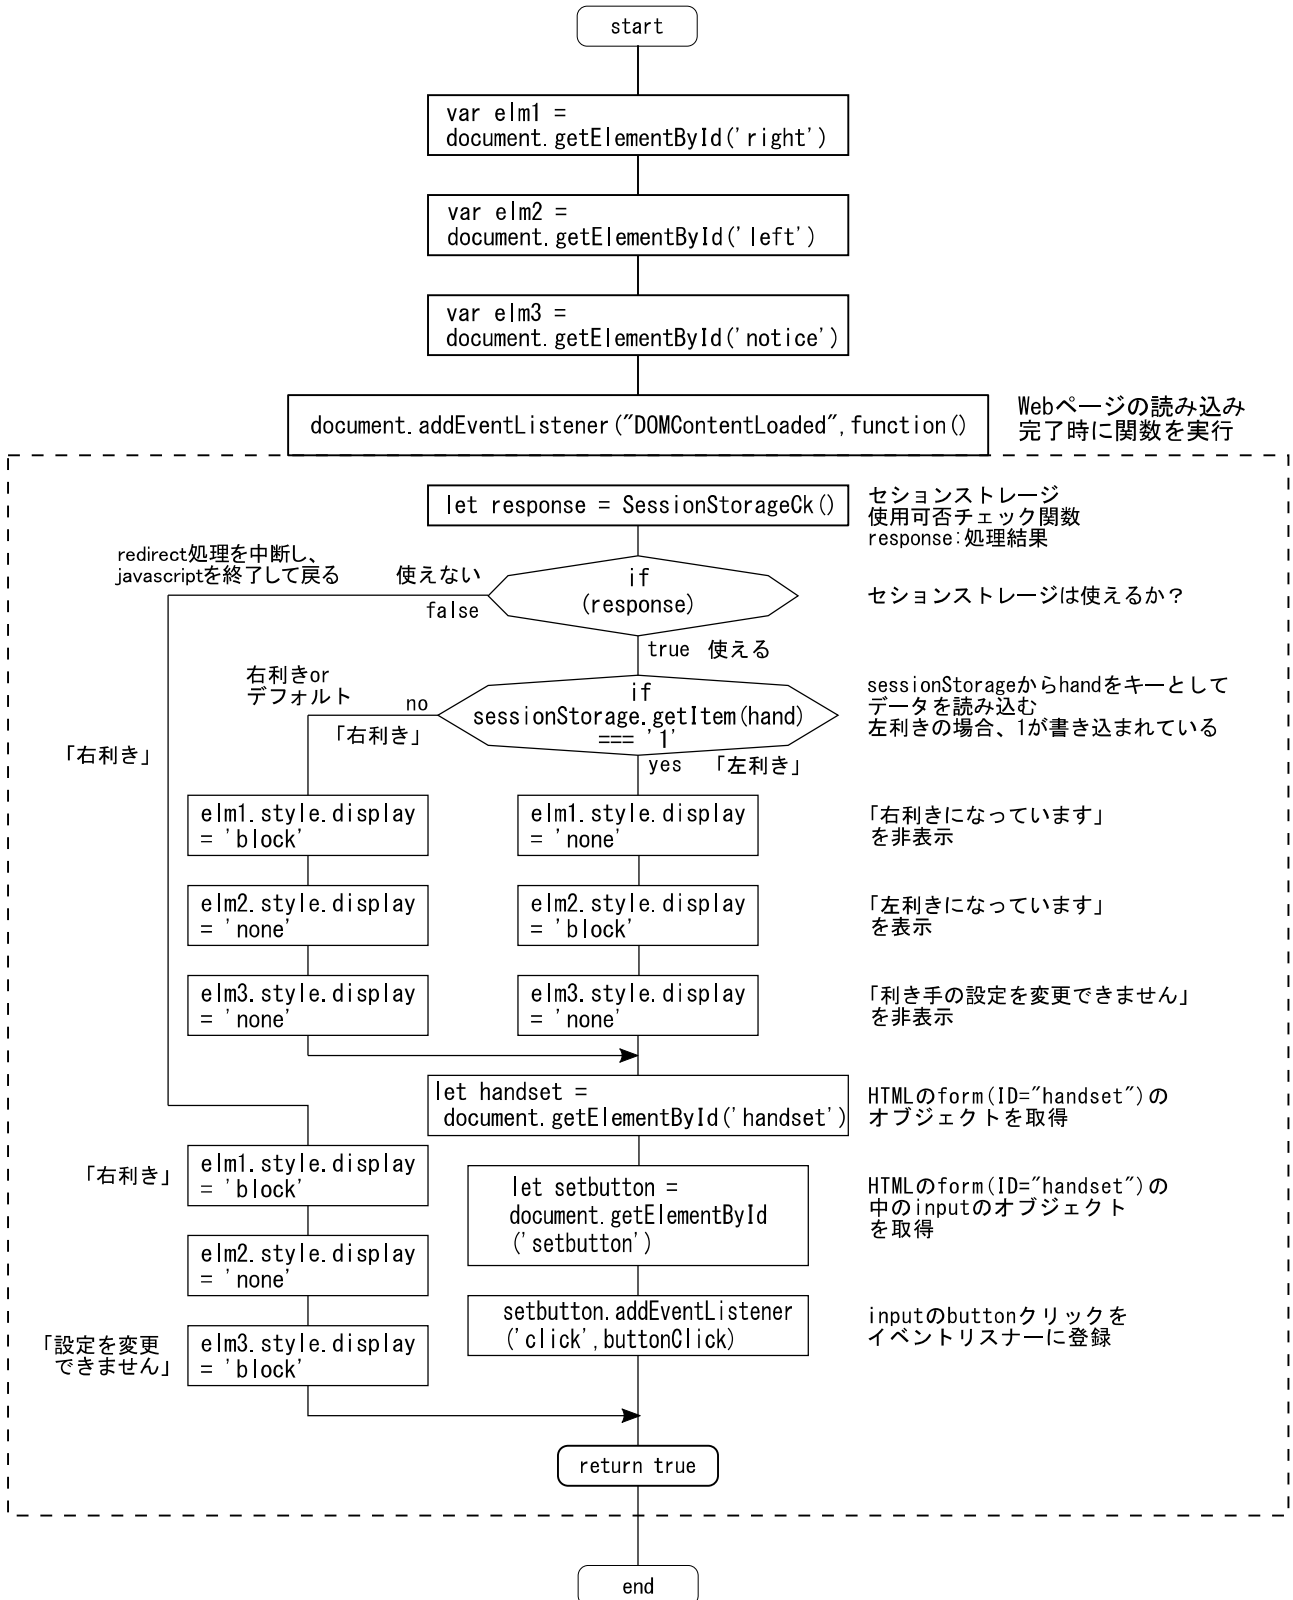 start
var elm1 =
document.getElementById('right')
var elm2 =
document.getElementById('left')
var elm3 =
document.getElementById('notice')
document.addEventListener("DOMContentLoaded",function()
Webページの読み込み
完了時に関数を実行
let response = SessionStorageCk()
セションストレージ
使用可否チェック関数
response:処理結果
redirect処理を中断し、
javascriptを終了して戻る
使えない
false
if
(response)
セションストレージは使えるか？
true 使える
右利きor
デフォルト
no
「右利き」
if
sessionStorage.getItem(hand)
=== '1'
sessionStorageからhandをキーとして
データを読み込む
左利きの場合、1が書き込まれている
「右利き」
yes 「左利き」
elm1.style.display
= 'block'
elm1.style.display
= 'none'
「右利きになっています」
を非表示
elm2.style.display
= 'none'
elm2.style.display
= 'block'
「左利きになっています」
を表示
elm3.style.display
= 'none'
elm3.style.display
= 'none'
「利き手の設定を変更できません」
を非表示
let handset =
document.getElementById('handset')
HTMLのform(ID="handset")の
オブジェクトを取得
「右利き」
elm1.style.display
= 'block'
let setbutton =
document.getElementById
('setbutton')
HTMLのform(ID="handset")の
中のinputのオブジェクト
を取得
elm2.style.display
= 'none'
setbutton.addEventListener
('click',buttonClick)
inputのbuttonクリックを
イベントリスナーに登録
「設定を変更
できません」
elm3.style.display
= 'block'
return true
end